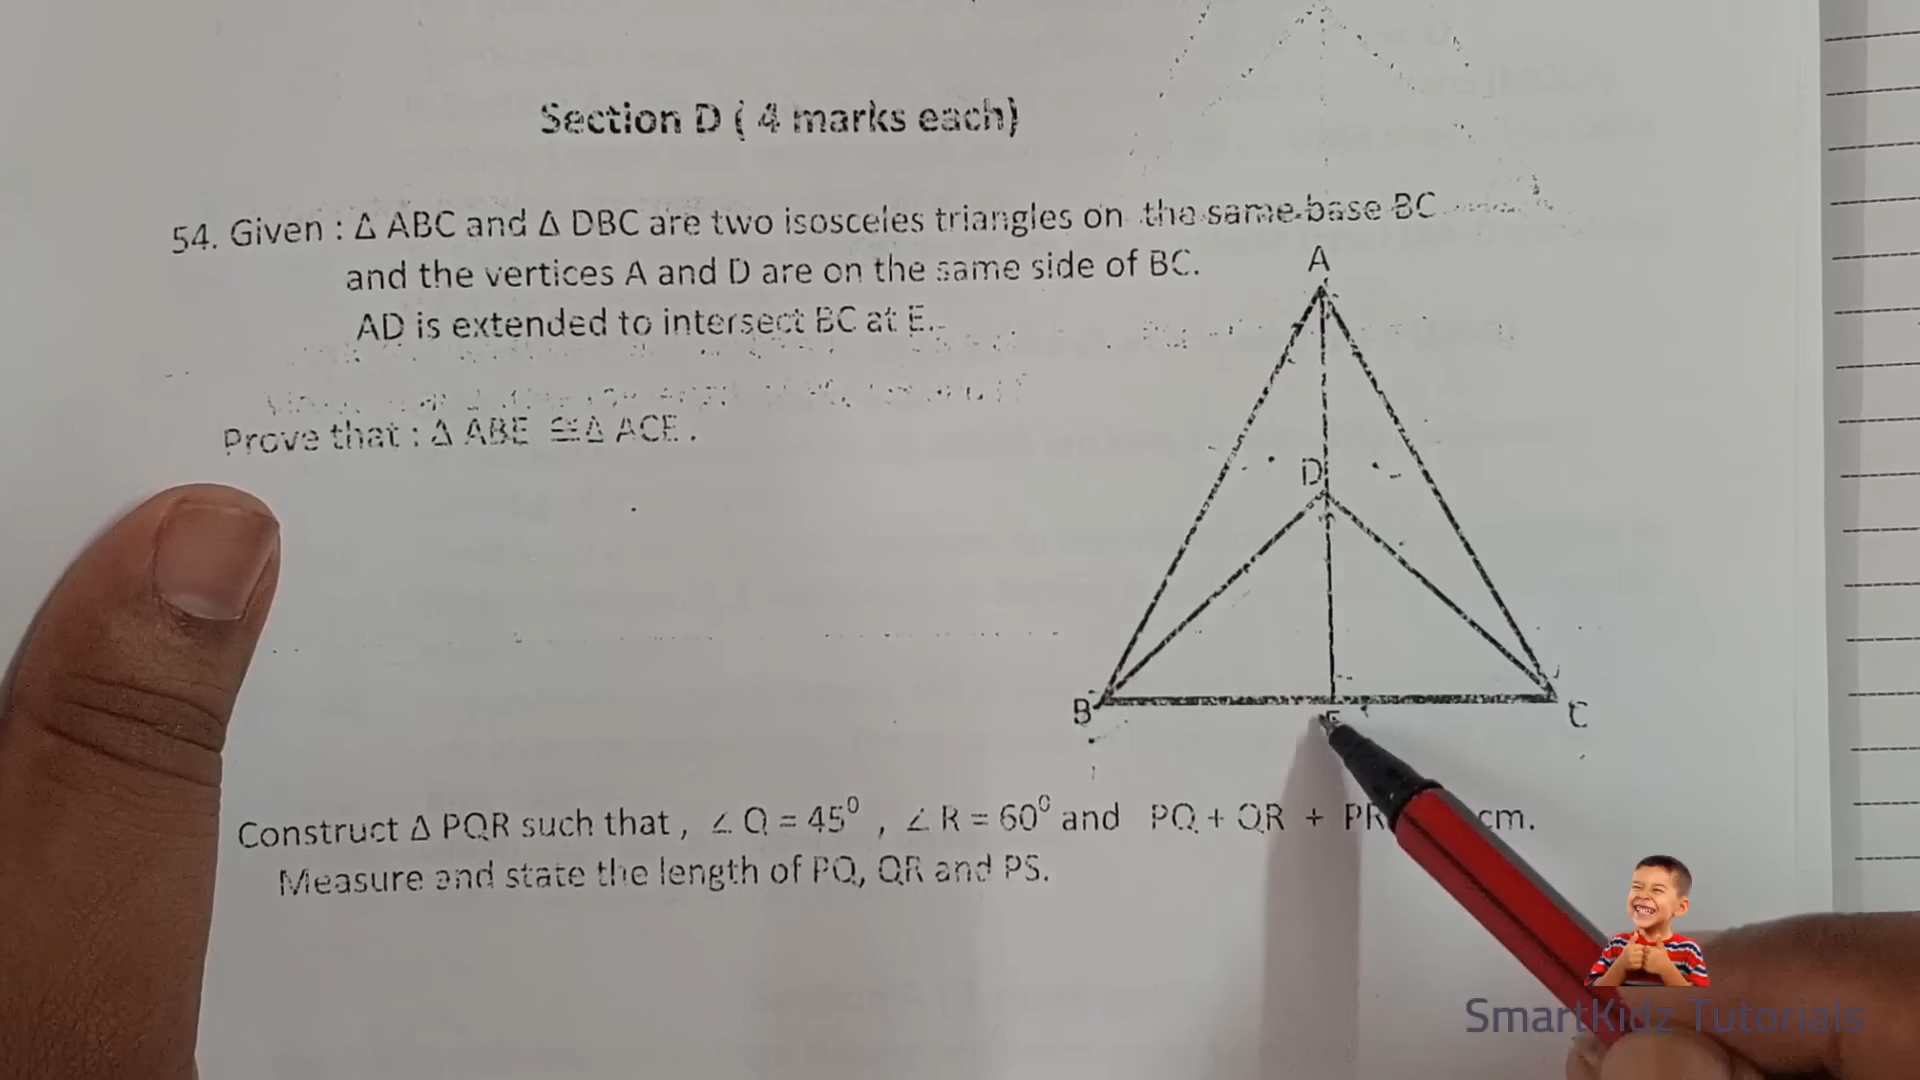 Section D ( 4 marks each)
54. Given : Δ ABC and Δ DBC are two isosceles triangles on the same base BC
and the vertices A and D are on the same side of BC.
AD is extended to intersect BC at E.
Prove that : Δ ABE ≅Δ ACE .
A
D
B
E
C
Construct Δ PQR such that , ∠ Q = 45⁰ , ∠ R = 60⁰ and PQ + QR + PR cm.
Measure and state the length of PQ, QR and PS.
SmartKidz Tutorials